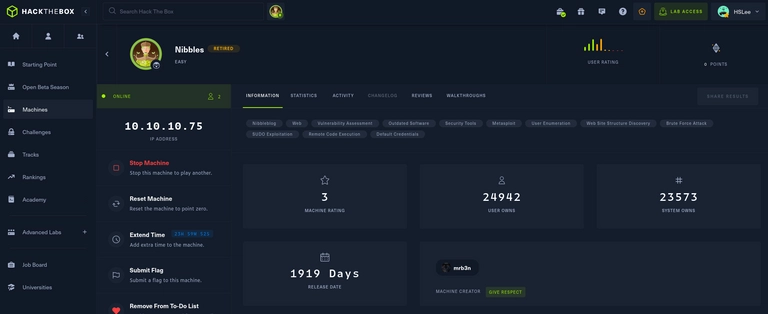 HACKTHEBOX
Search Hack The Box
LAB ACCESS
HSLee
Starting Point
Open Beta Season
Machines
Challenges
Tracks
Rankings
Academy
Advanced Labs +
Job Board
Universities
Nibbles
RETIRED
EASY
USER RATING
0 POINTS
ONLINE
2
10.10.10.75
IP ADDRESS
Stop Machine
Stop this machine to play another.
Reset Machine
Reset the machine to point zero.
Extend Time
Add extra time to the machine.
Submit Flag
Submit a flag to this machine.
Remove From To-Do List
INFORMATION STATISTICS ACTIVITY CHANGELOG REVIEWS WALKTHROUGHS
SHARE RESULTS
Nibbleblog Web Vulnerability Assessment Outdated Software Security Tools Metasploit User Enumeration Web Site Structure Discovery Brute Force Attack
SUDO Exploitation Remote Code Execution Default Credentials
3
MACHINE RATING
24942
USER OWNS
23573
SYSTEM OWNS
1919 Days
RELEASE DATE
mrb3n
MACHINE CREATOR
GIVE RESPECT